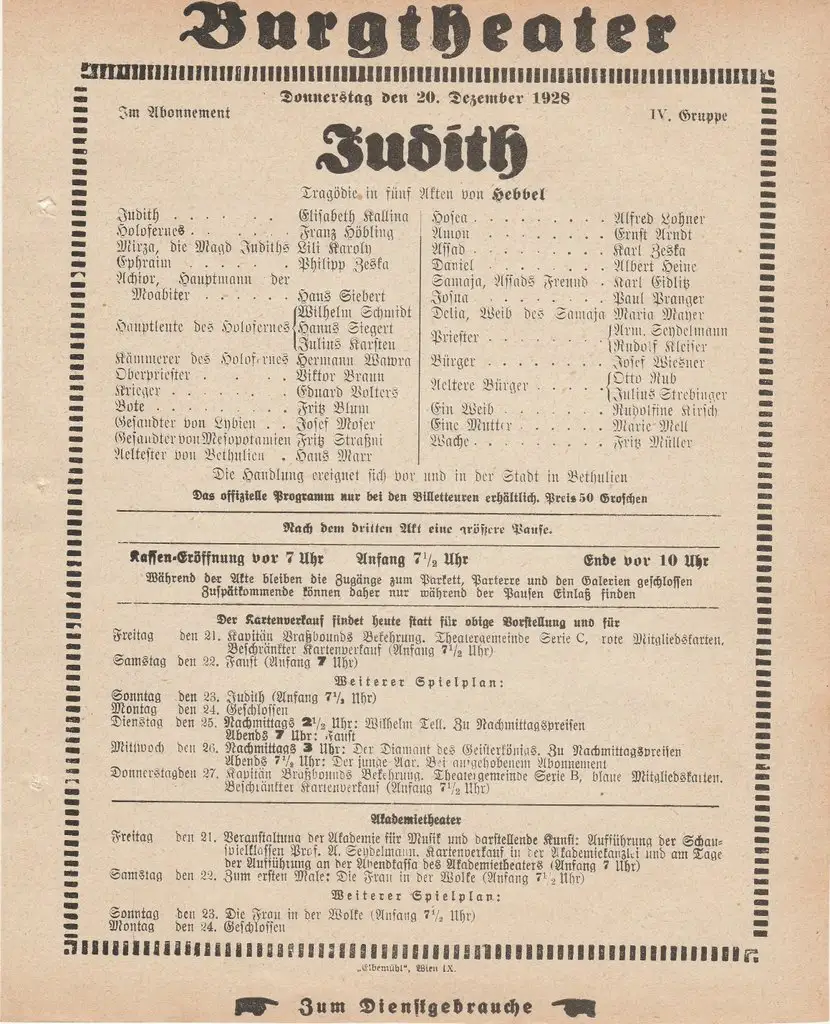 Burgtheater
Donnerstag den 20. Dezember 1928
Im Abonnement IV. Gruppe
Judith
Tragödie in fünf Akten von Hebbel
Judith . . . . . . . Elisabeth Kallina
Holofernes . . . . . . Franz Höbling
Mirza, die Magd Judiths Lili Karoly
Ephraim . . . . . . Philipp Zeska
Achior, Hauptmann der
Moabiter . . . . . . Hans Siebert
Hauptleute des Holofernes Wilhelm Schmidt
Hanns Siegert
Julius Karsten
Kämmerer des Holofernes Hermann Wawra
Oberpriester . . . . . Viktor Braun
Krieger . . . . . . . Eduard Volters
Bote . . . . . . . . Fritz Blum
Gesandter von Lybien . . Josef Moser
Gesandter von Mesopotamien Fritz Straßni
Aeltester von Bethulien . Hans Marr
Hosea . . . . . . . . Alfred Lohner
Amon . . . . . . . . Ernst Arndt
Assad . . . . . . . . Karl Zeska
Daniel . . . . . . . . Albert Heine
Samaja, Assads Freund . Karl Eidlitz
Josua . . . . . . . . Paul Pranger
Delia, Weib des Samaja Maria Mayer
Priester . . . . . . . Arm. Seydelmann
Rudolf Kleiser
Bürger . . . . . . . . Josef Wiesner
Aeltere Bürger . . . . . Otto Rub
Julius Strebinger
Ein Weib . . . . . . . Rudolfine Kirsch
Eine Mutter . . . . . . Marie Mell
Wache . . . . . . . . Fritz Müller
Die Handlung ereignet sich vor und in der Stadt in Bethulien
Das offizielle Programm nur bei den Billetteuren erhältlich. Preis 50 Groschen
Nach dem dritten Akt eine größere Pause.
Kassen-Eröffnung vor 7 Uhr Anfang 7 1/2 Uhr Ende vor 10 Uhr
Während der Akte bleiben die Zugänge zum Parkett, Parterre und den Galerien geschlossen
Zuspätkommende können daher nur während der Pausen Einlaß finden
Der Kartenverkauf findet heute statt für obige Vorstellung und für
Freitag den 21. Kapitän Braßbounds Bekehrung. Theatergemeinde Serie C, rote Mitgliedskarten.
Beschränkter Kartenverkauf (Anfang 7 1/2 Uhr)
Samstag den 22. Faust (Anfang 7 Uhr)
Weiterer Spielplan:
Sonntag den 23. Judith (Anfang 7 1/2 Uhr)
Montag den 24. Geschlossen
Dienstag den 25. Nachmittags 2 1/2 Uhr: Wilhelm Tell. Zu Nachmittagspreisen
Abends 7 Uhr: Faust
Mittwoch den 26. Nachmittags 3 Uhr: Der Diamant des Geisterkönigs. Zu Nachmittagspreisen
Abends 7 1/2 Uhr: Der junge Aar. Bei aufgehobenem Abonnement
Donnerstag den 27. Kapitän Braßbounds Bekehrung. Theatergemeinde Serie B, blaue Mitgliedskarten.
Beschränkter Kartenverkauf (Anfang 7 1/2 Uhr)
Akademietheater
Freitag den 21. Veranstaltung der Akademie für Musik und darstellende Kunst: Aufführung der Schau-
spielklassen Prof. A. Seydelmann. Kartenverkauf in der Akademiekanzlei und am Tage
der Aufführung an der Abendkassa des Akademietheaters (Anfang 7 Uhr)
Samstag den 22. Zum ersten Male: Die Frau in der Wolke (Anfang 7 1/2 Uhr)
Weiterer Spielplan:
Sonntag den 23. Die Frau in der Wolke (Anfang 7 1/2 Uhr)
Montag den 24. Geschlossen
„Elbemühl“, Wien IX.
Zum Dienstgebrauche